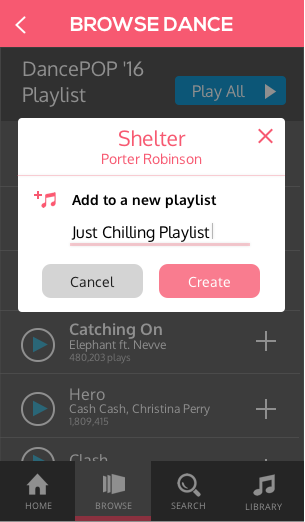 BROWSE DANCE
DancePOP '16
Playlist
Play All
Shelter
Porter Robinson
Add to a new playlist
Just Chilling Playlist
Cancel
Create
Catching On
Elephant ft. Nevve
480,203 plays
Hero
Cash Cash, Christina Perry
1,809,415
Clash
HOME
BROWSE
SEARCH
LIBRARY